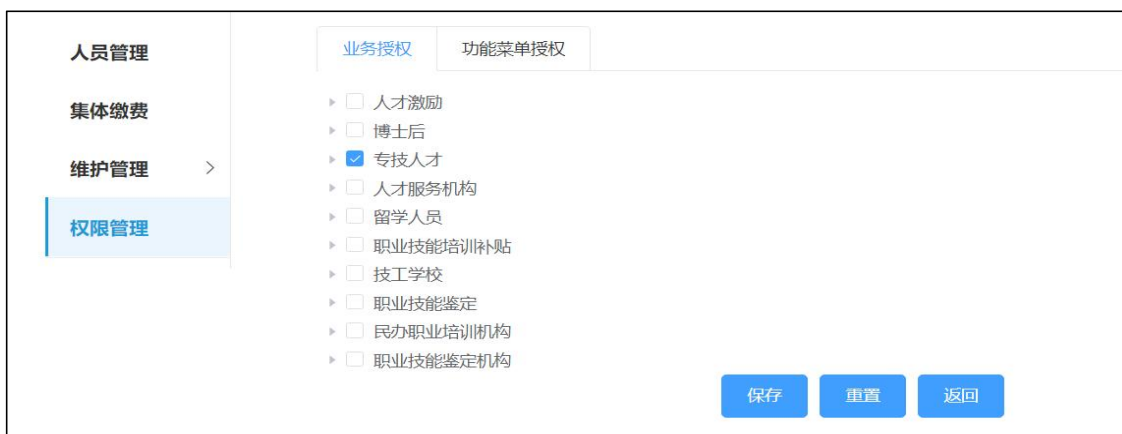 人员管理
集体缴费
维护管理
权限管理
业务授权 功能菜单授权
人才激励
博士后
专技人才
人才服务机构
留学人员
职业技能培训补贴
技工学校
职业技能鉴定
民办职业培训机构
职业技能鉴定机构
保存 重置 返回